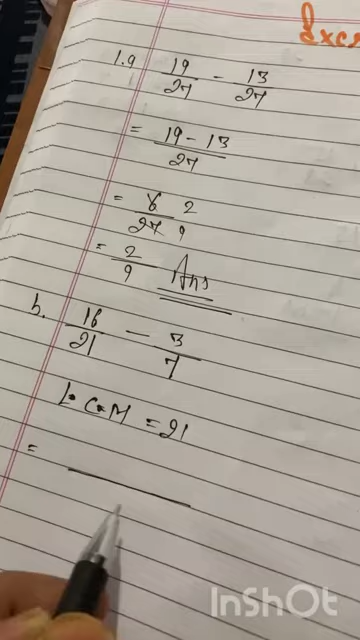 Exer
1.a 19/27 - 13/27
= 19 - 13/27
= 6/27 2/9
= 2/9 Ans
b. 16/21 - 3/7
L.C.M = 21
=
InShot